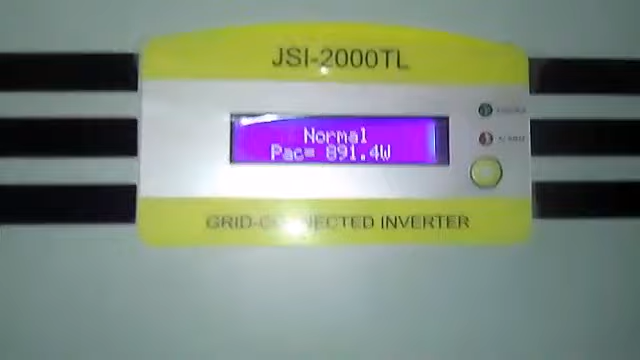 JSI-2000TL
Normal
Pac= 891.4W
GRID-CONNECTED INVERTER